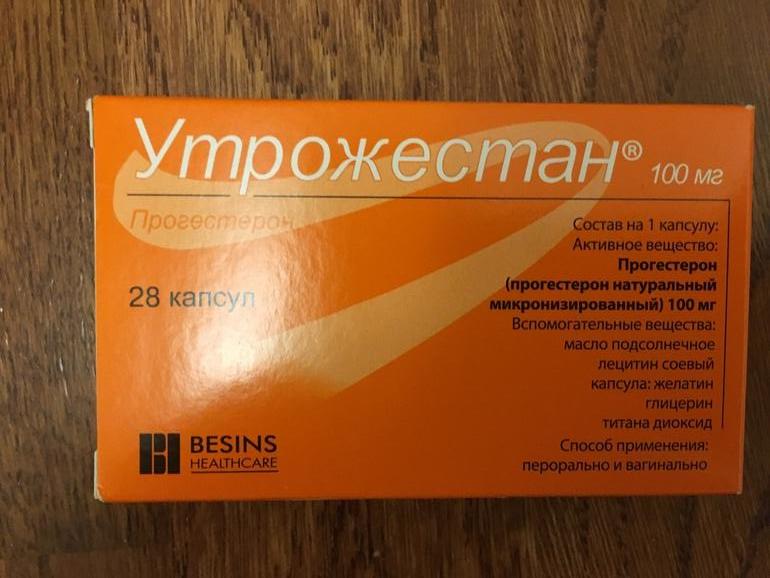 Утрожестан® 100 мг
Прогестерон
28 капсул
Состав на 1 капсулу:
Активное вещество:
Прогестерон
(прогестерон натуральный
микронизированный) 100 мг
Вспомогательные вещества:
масло подсолнечное
лецитин соевый
капсула: желатин
глицерин
титана диоксид
Способ применения:
перорально и вагинально
BESINS
HEALTHCARE